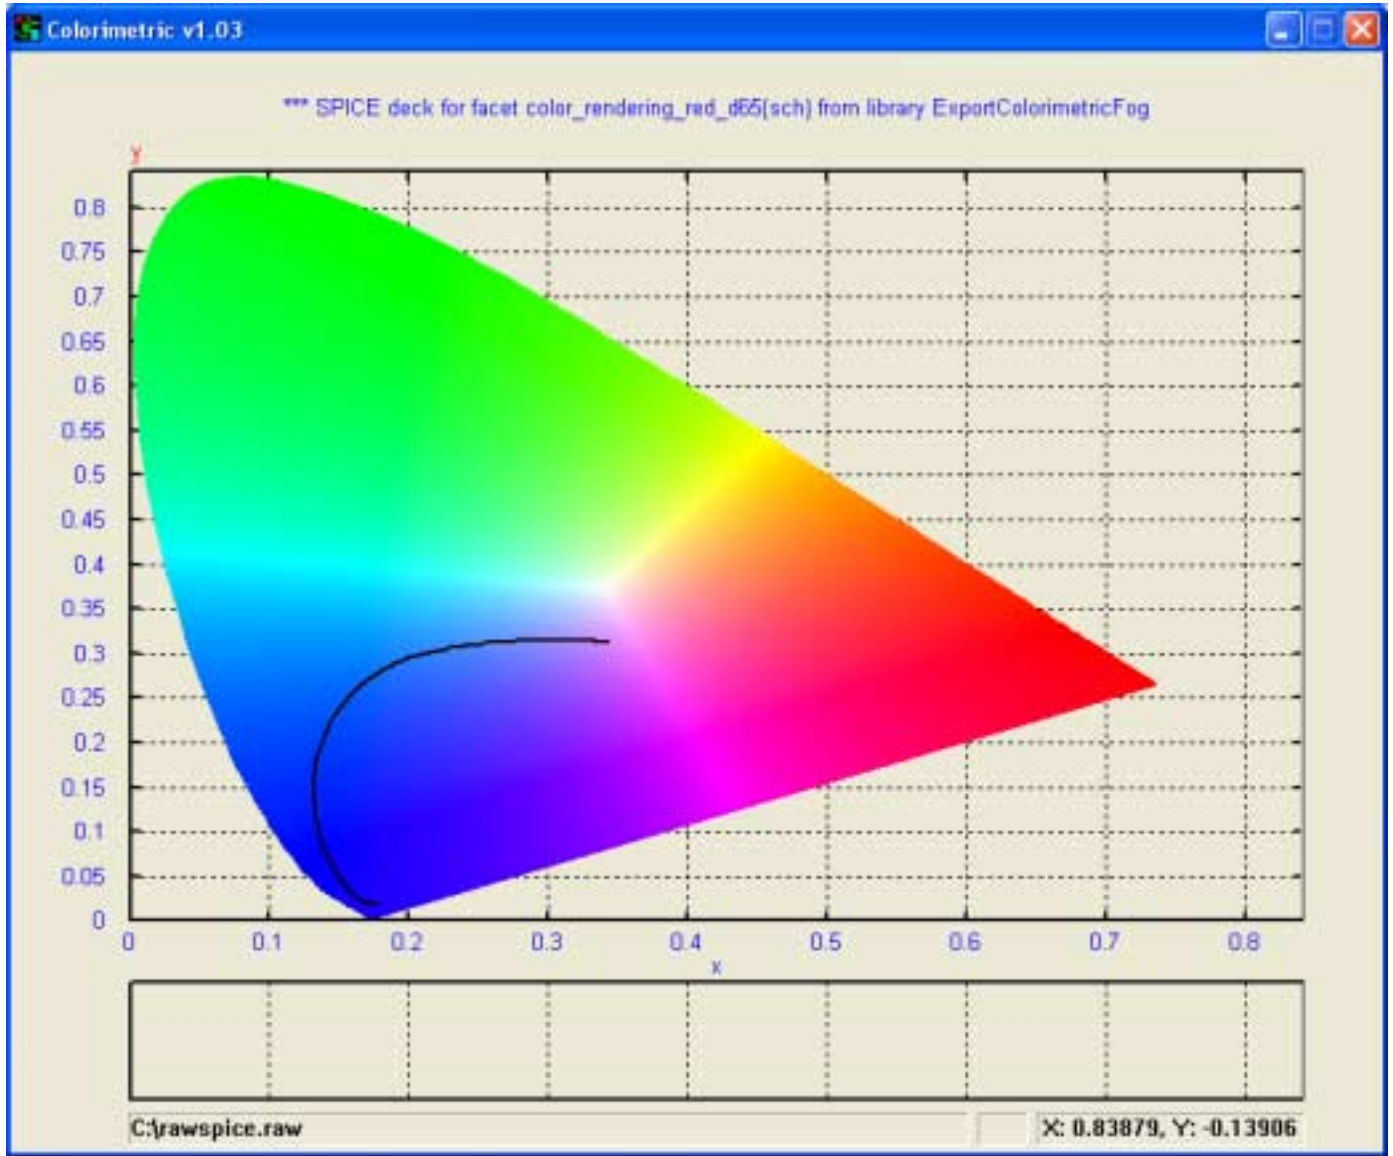 Colorimetric v1.03
*** SPICE deck for facet color_rendering_red_d65(sch) from library ExportColorimetricFog
y
0.8
0.75
0.7
0.65
0.6
0.55
0.5
0.45
0.4
0.35
0.3
0.25
0.2
0.15
0.1
0.05
0
0 0.1 0.2 0.3 0.4 0.5 0.6 0.7 0.8
x
C:\rawspice.raw X: 0.83879, Y: -0.13906